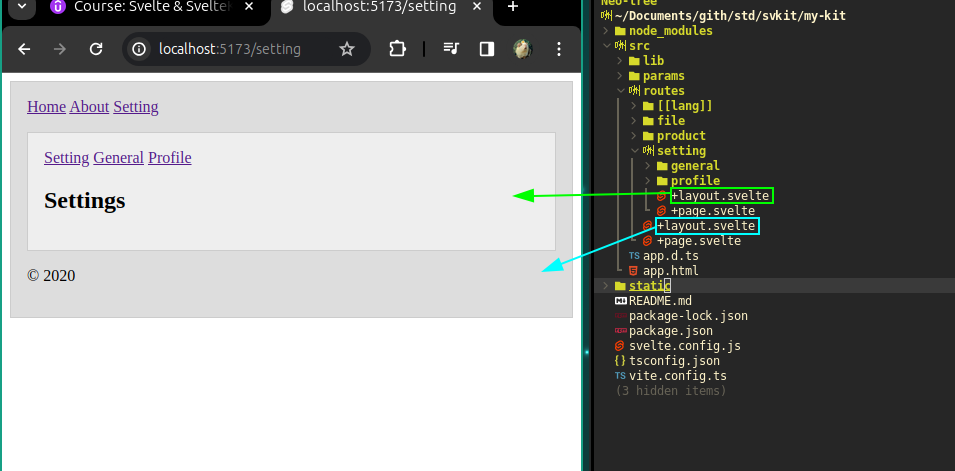 Course: Svelte & Svelte
localhost:5173/setting
localhost:5173/setting
Home About Setting
Setting General Profile
Settings
© 2020
Neo-tree
~/Documents/gith/std/svkit/my-kit
node_modules
src
lib
params
routes
[[lang]]
file
product
setting
general
profile
+layout.svelte
+page.svelte
+layout.svelte
+page.svelte
TS app.d.ts
app.html
static
README.md
package-lock.json
package.json
svelte.config.js
{} tsconfig.json
TS vite.config.ts
(3 hidden items)